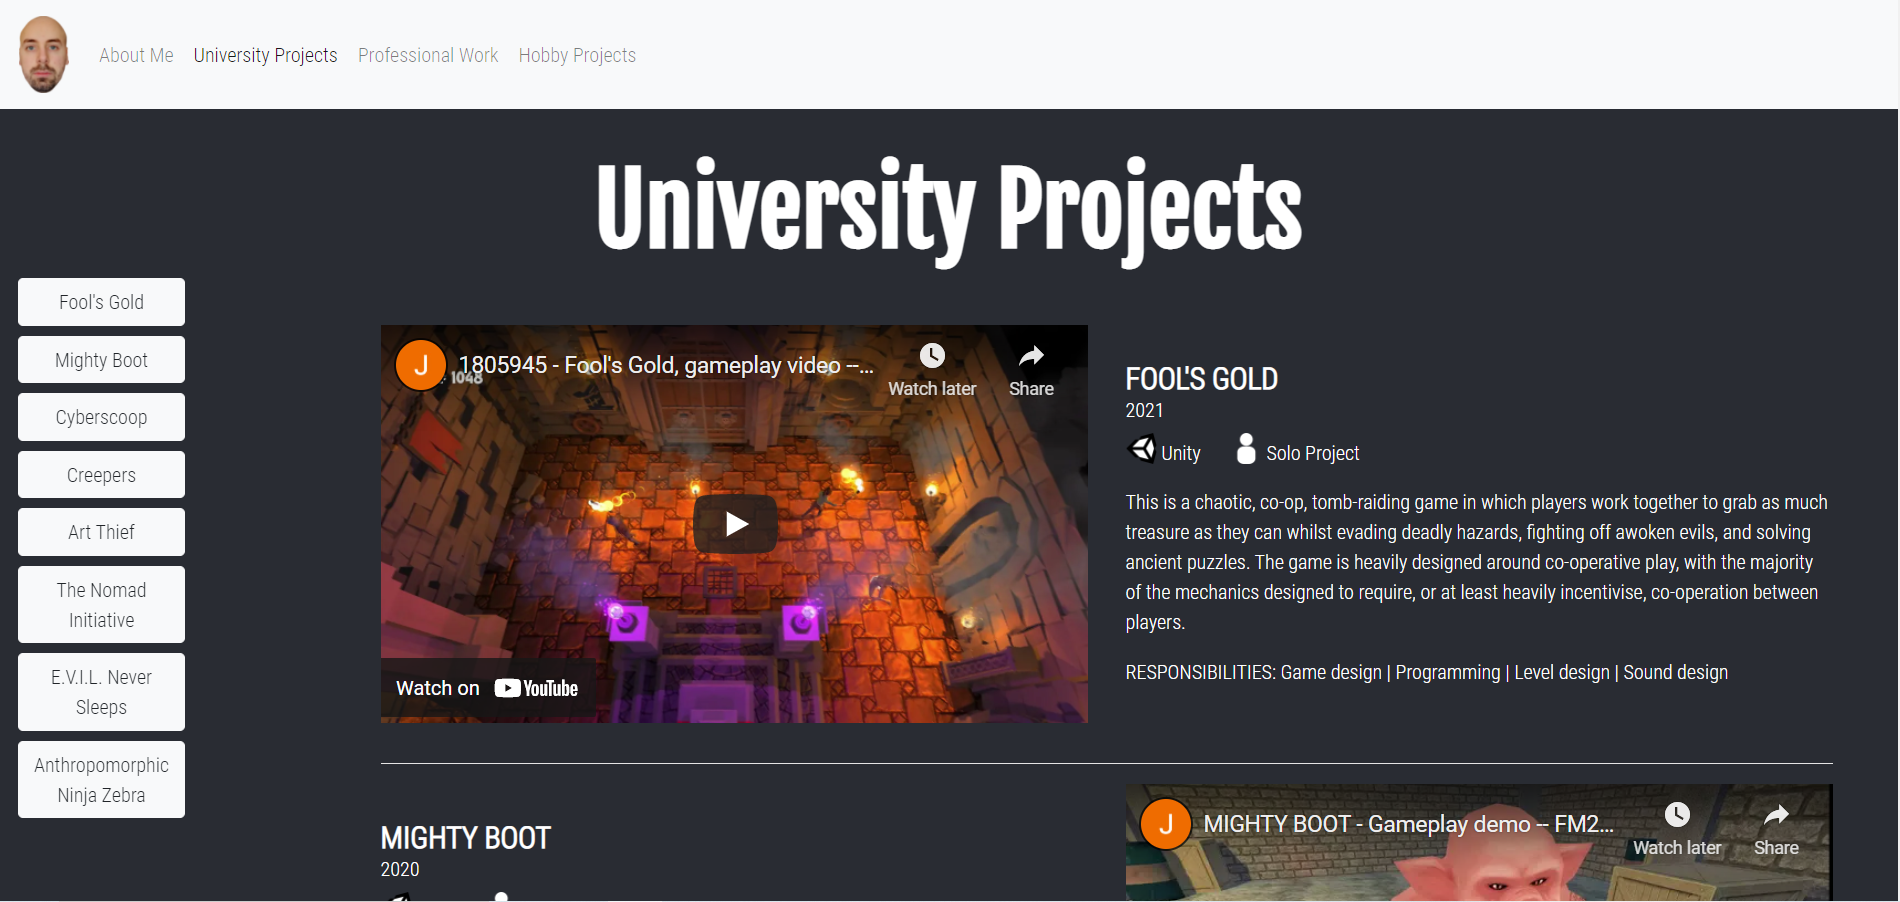 About Me University Projects Professional Work Hobby Projects
University Projects
Fool's Gold
Mighty Boot
Cyberscoop
Creepers
Art Thief
The Nomad
Initiative
E.V.I.L. Never
Sleeps
Anthropomorphic
Ninja Zebra
J 1805945 - Fool's Gold, gameplay video --... Watch later Share
1048
Watch on YouTube
FOOL'S GOLD
2021
Unity Solo Project
This is a chaotic, co-op, tomb-raiding game in which players work together to grab as much
treasure as they can whilst evading deadly hazards, fighting off awoken evils, and solving
ancient puzzles. The game is heavily designed around co-operative play, with the majority
of the mechanics designed to require, or at least heavily incentivise, co-operation between
players.
RESPONSIBILITIES: Game design | Programming | Level design | Sound design
MIGHTY BOOT
2020
J MIGHTY BOOT - Gameplay demo -- FM2... Watch later Share